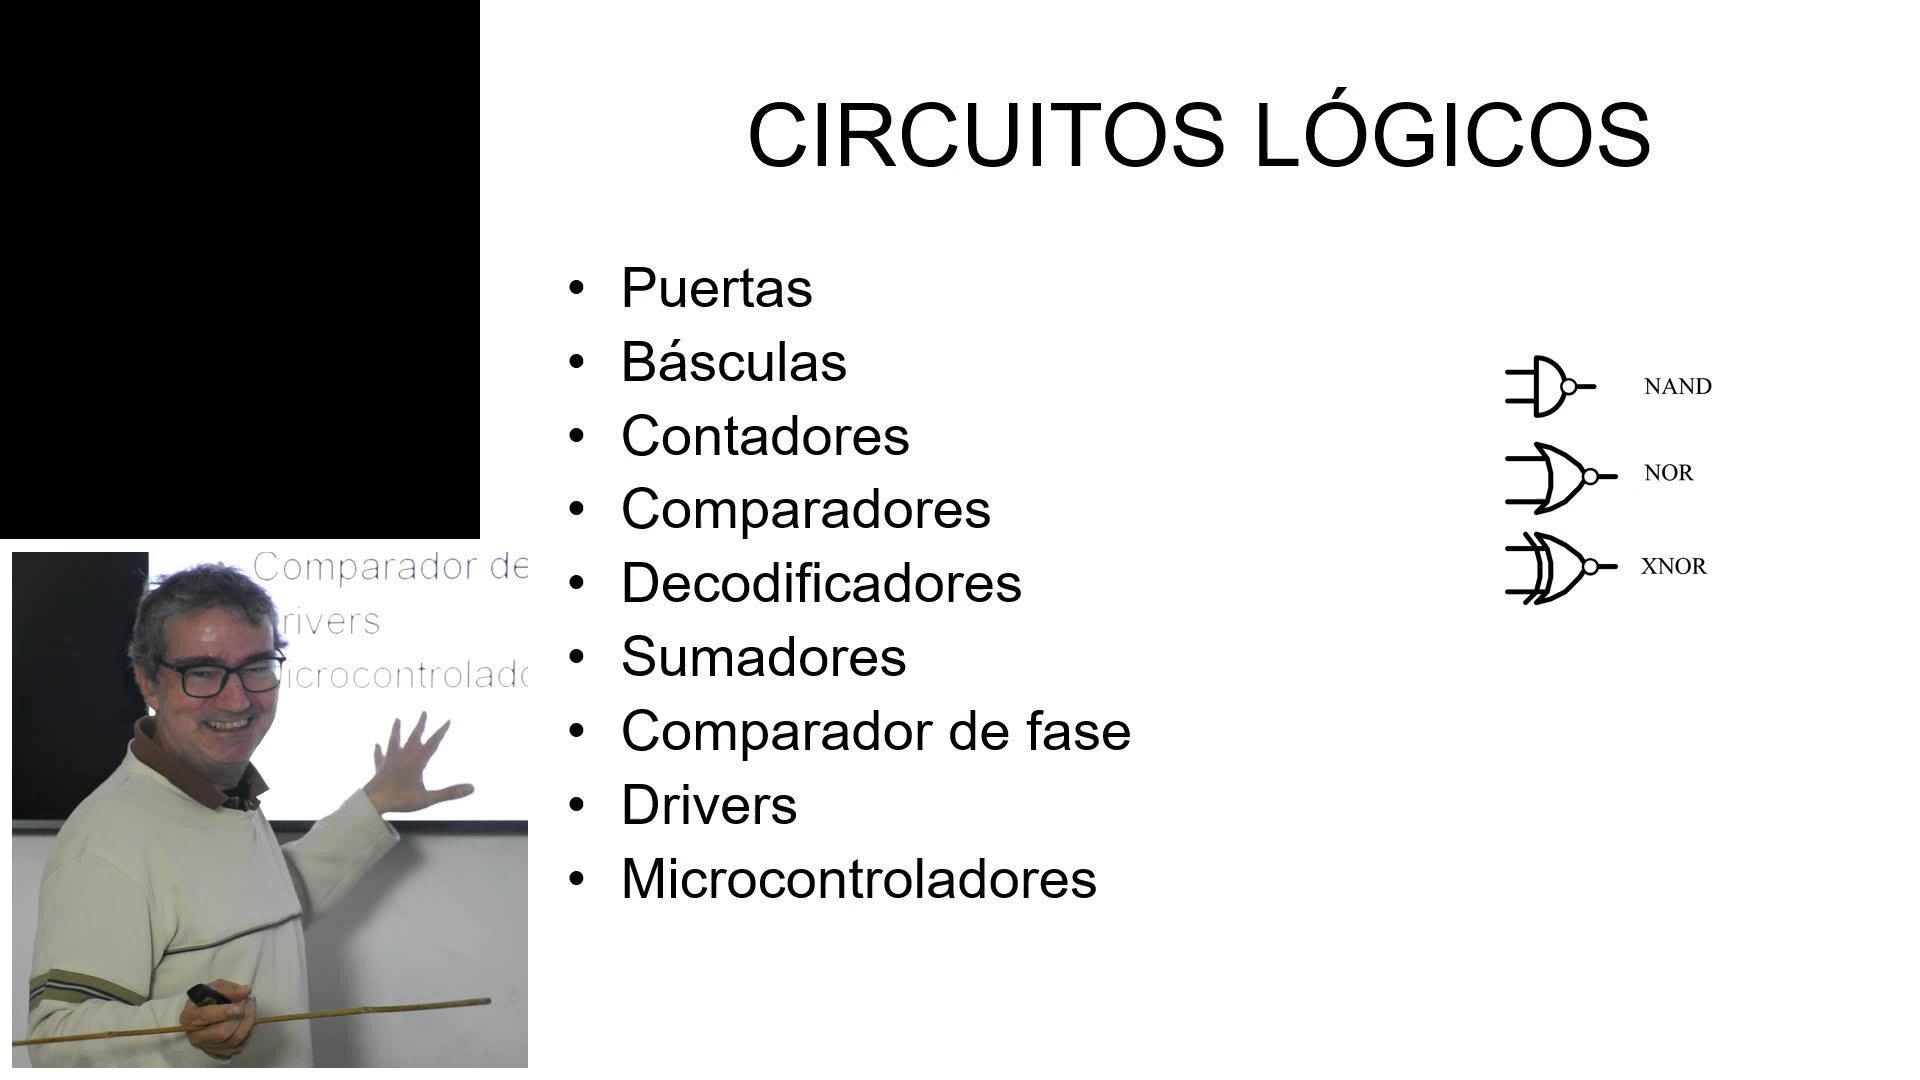 CIRCUITOS LÓGICOS
• Puertas
• Básculas
• Contadores
• Comparadores
• Decodificadores
• Sumadores
• Comparador de fase
• Drivers
• Microcontroladores
NAND
NOR
XNOR
Comparador de
rivers
icrocontrolado